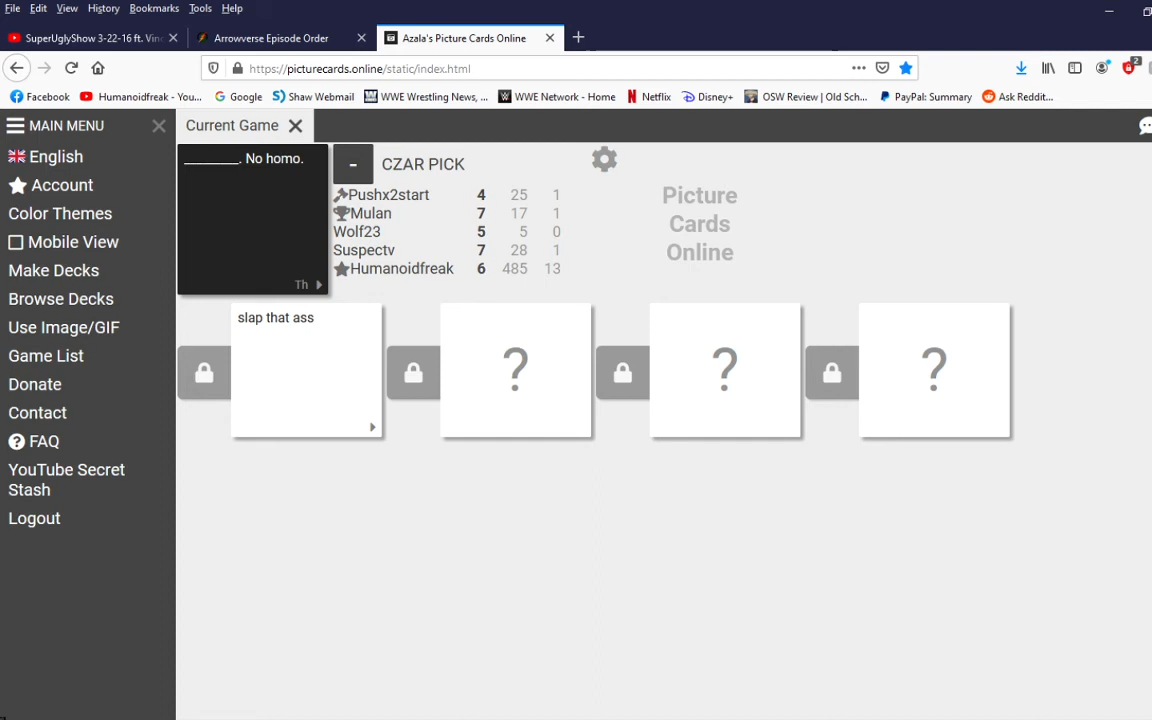 File Edit View History Bookmarks Tools Help
SuperUglyShow 3-22-16 ft. Vin
Arrowverse Episode Order
Azala's Picture Cards Online
https://picturecards.online/static/index.html
2
Facebook Humanoidfreak - You... Google Shaw Webmail WWE Wrestling News, ... WWE Network - Home Netflix Disney+ OSW Review | Old Sch... PayPal: Summary Ask Reddit...
MAIN MENU
Current Game
English
Account
Color Themes
Mobile View
Make Decks
Browse Decks
Use Image/GIF
Game List
Donate
Contact
FAQ
YouTube Secret
Stash
Logout
________. No homo.
Th
- CZAR PICK
Pushx2start 4 25 1
Mulan 7 17 1
Wolf23 5 5 0
Suspectv 7 28 1
Humanoidfreak 6 485 13
Picture
Cards
Online
slap that ass
?
?
?